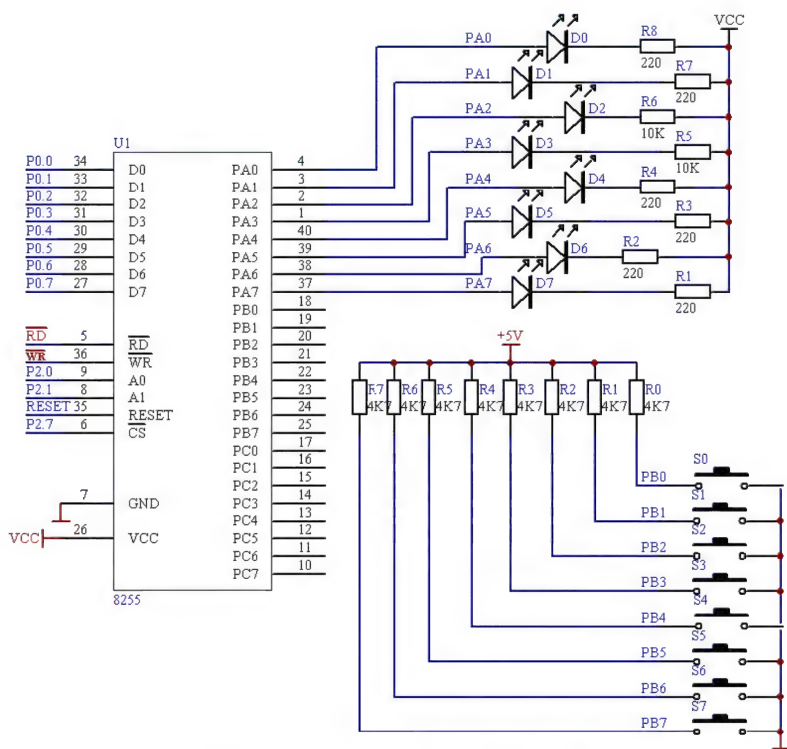 VCC
PA0 D0 R8 220
PA1 D1 R7 220
PA2 D2 R6 10K
PA3 D3 R5 10K
PA4 D4 R4 220
PA5 D5 R3 220
PA6 D6 R2 220
PA7 D7 R1 220
U1
P0.0 34 D0 PA0 4
P0.1 33 D1 PA1 3
P0.2 32 D2 PA2 2
P0.3 31 D3 PA3 1
P0.4 30 D4 PA4 40
P0.5 29 D5 PA5 39
P0.6 28 D6 PA6 38
P0.7 27 D7 PA7 37
PB0 18
PB1 19
RD 5 RD PB2 20
WR 36 WR PB3 21
P2.0 9 A0 PB4 22
P2.1 8 A1 PB5 23
RESET 35 RESET PB6 24
P2.7 6 CS PB7 25
PC0 17
PC1 16
PC2 15
7 GND PC3 14
PC4 13
VCC 26 VCC PC5 12
PC6 11
PC7 10
8255
+5V
R7 R6 R5 R4 R3 R2 R1 R0
4K7 4K7 4K7 4K7 4K7 4K7 4K7 4K7
S0
PB0
S1
PB1
S2
PB2
S3
PB3
S4
PB4
S5
PB5
S6
PB6
S7
PB7